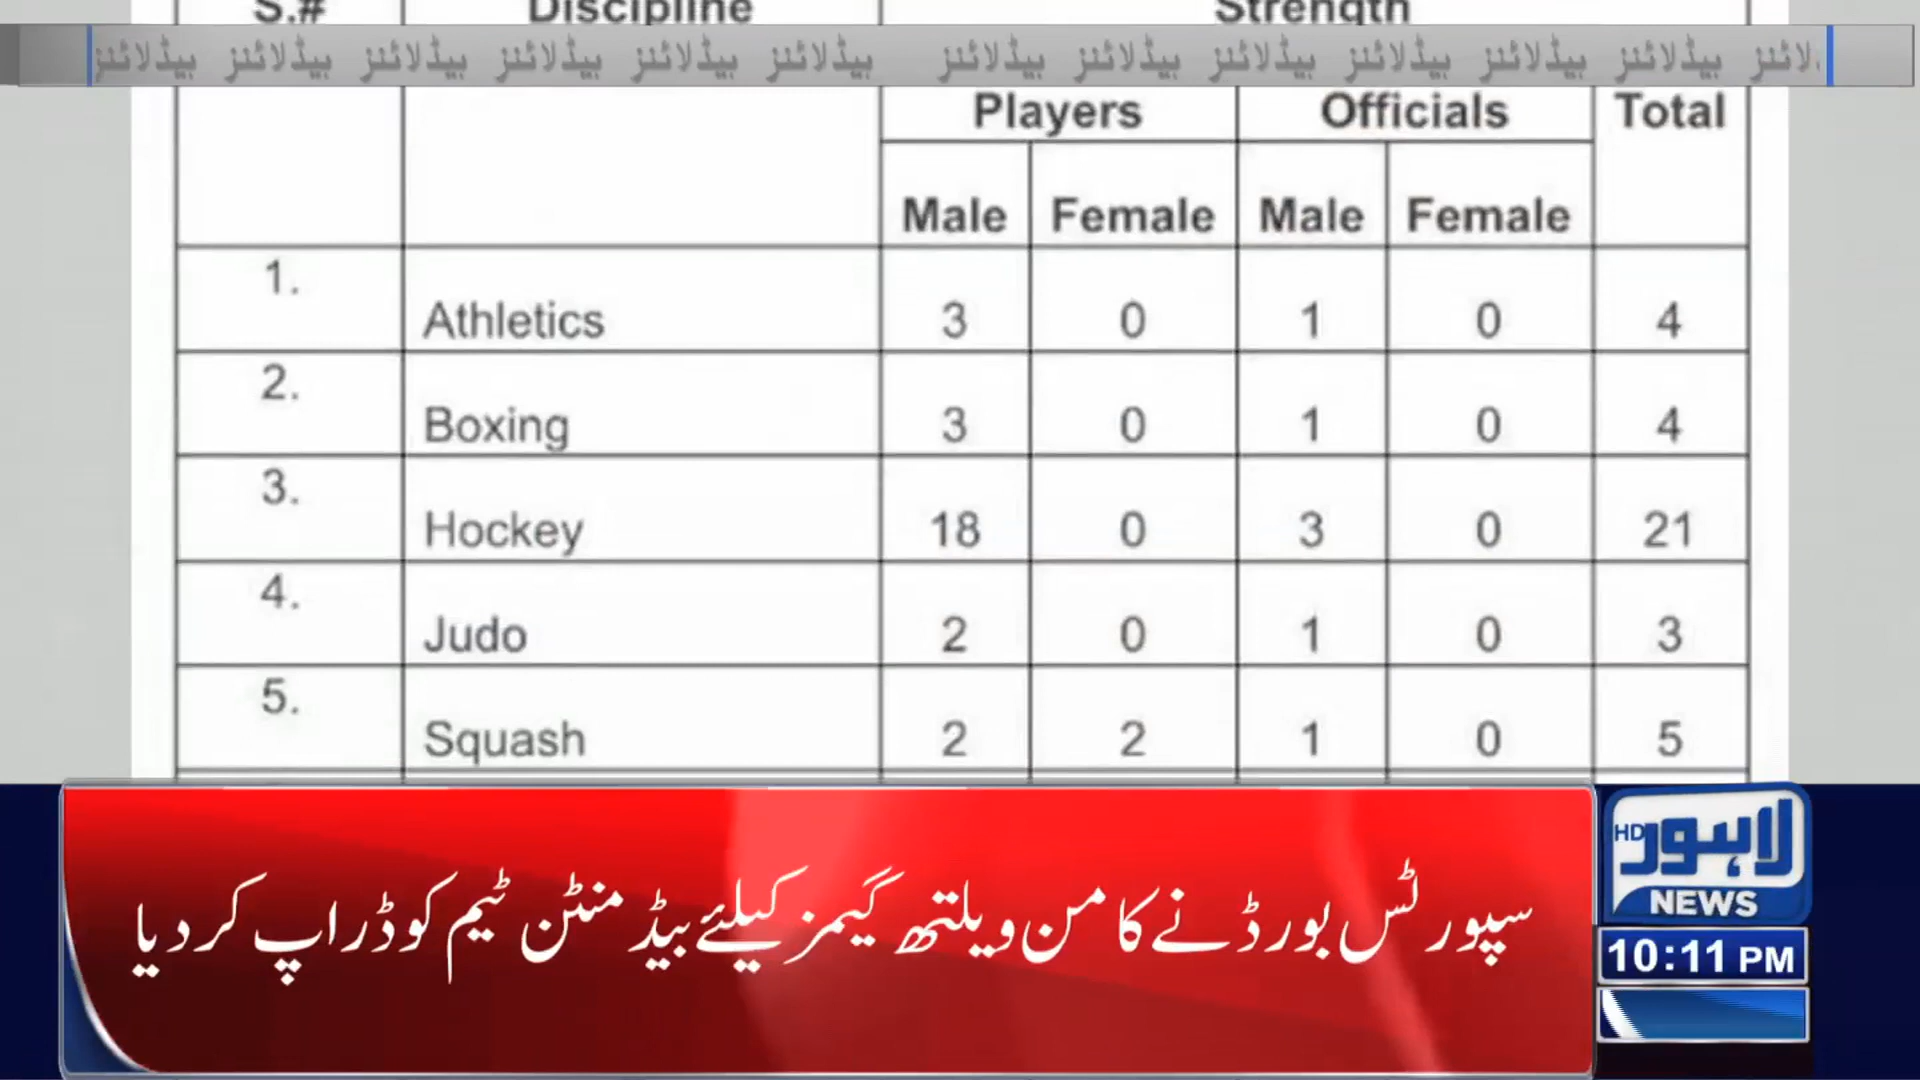 S.# Discipline Strength
ہیڈلائنز ہیڈلائنز ہیڈلائنز ہیڈلائنز ہیڈلائنز ہیڈلائنز ہیڈلائنز ہیڈلائنز ہیڈلائنز ہیڈلائنز ہیڈلائنز ہیڈلائنز
Players Officials Total
Male Female Male Female
1. Athletics 3 0 1 0 4
2. Boxing 3 0 1 0 4
3. Hockey 18 0 3 0 21
4. Judo 2 0 1 0 3
5. Squash 2 2 1 0 5
سپورٹس بورڈ نے کامن ویلتھ گیمز کیلئے بیڈ منٹن ٹیم کو ڈراپ کر دیا
لاہور HD
NEWS
10:11 PM